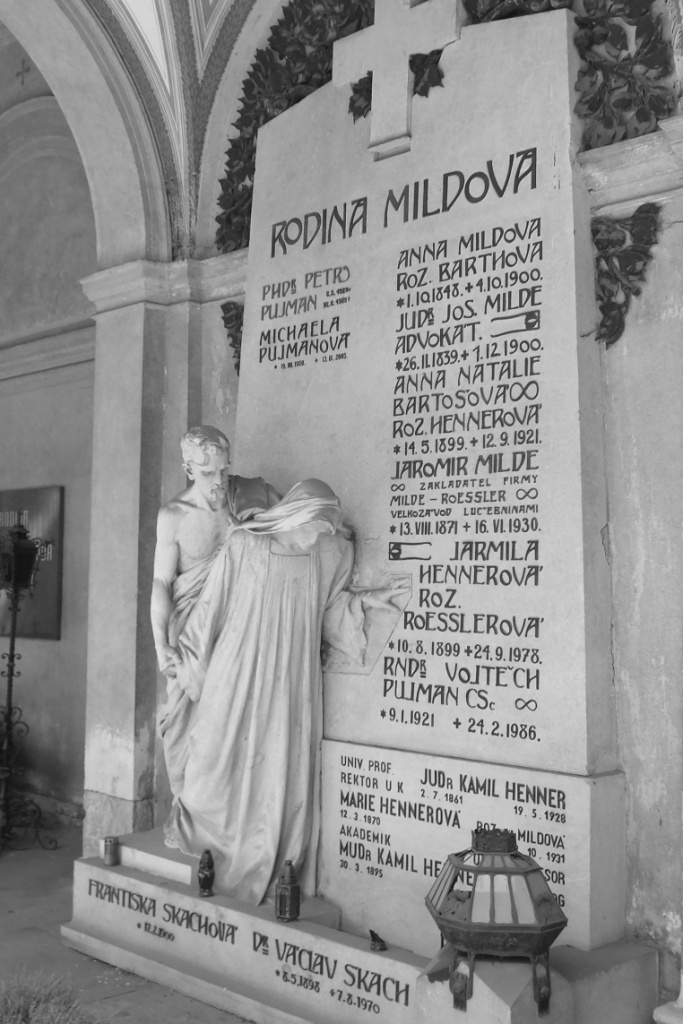 RODINA MILDOVA
PHDR PETR
PUJMAN
MICHAELA
PUJMANOVÁ
ANNA MILDOVA
ROZ. BARTHOVA
*1.10.1848. + 4.10.1900.
JUDR JOS. MILDE
ADVOKÁT.
*26.11.1839. + 1.12.1900.
ANNA NATALIE
BARTOŠOVÁ ∞
ROZ. HENNEROVÁ
*14.5.1899. + 12.9.1921.
JAROMIR MILDE
∞ ZAKLADATEL FIRMY
MILDE – ROESSLER ∞
VELKOZÁVOD LUČEBNINAMI
*13.VIII.1871 + 16.VI.1930.
JARMILA
HENNEROVÁ
ROZ.
ROESSLEROVÁ
*10.8.1899 + 24.9.1978.
RNDR VOJTĚCH
PUJMAN CSc ∞
*9.1.1921 + 24.2.1986.
UNIV. PROF. JUDR KAMIL HENNER
REKTOR U K 2.7.1861 19.5.1928
MARIE HENNEROVÁ ROZ. MILDOVÁ
12.3.1870 10.1931
AKADEMIK
MUDR KAMIL
30.3.1895
FRANTISKA SKACHOVÁ DR VÁCLAV SKACH
*8.5.1898 +7.8.1970